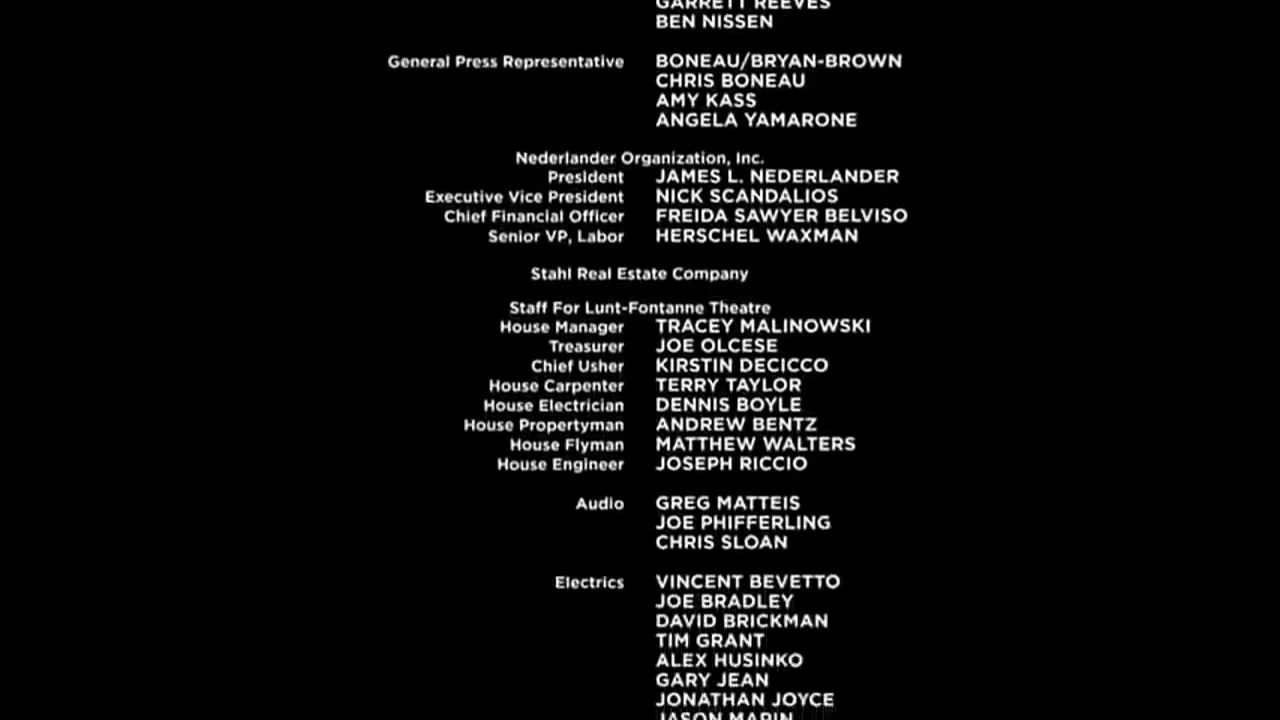 GARRETT REEVES
BEN NISSEN
General Press Representative BONEAU/BRYAN-BROWN
CHRIS BONEAU
AMY KASS
ANGELA YAMARONE
Nederlander Organization, Inc.
President JAMES L. NEDERLANDER
Executive Vice President NICK SCANDALIOS
Chief Financial Officer FREIDA SAWYER BELVISO
Senior VP, Labor HERSCHEL WAXMAN
Stahl Real Estate Company
Staff For Lunt-Fontanne Theatre
House Manager TRACEY MALINOWSKI
Treasurer JOE OLCESE
Chief Usher KIRSTIN DECICCO
House Carpenter TERRY TAYLOR
House Electrician DENNIS BOYLE
House Propertyman ANDREW BENTZ
House Flyman MATTHEW WALTERS
House Engineer JOSEPH RICCIO
Audio GREG MATTEIS
JOE PHIFFERLING
CHRIS SLOAN
Electrics VINCENT BEVETTO
JOE BRADLEY
DAVID BRICKMAN
TIM GRANT
ALEX HUSINKO
GARY JEAN
JONATHAN JOYCE
JASON